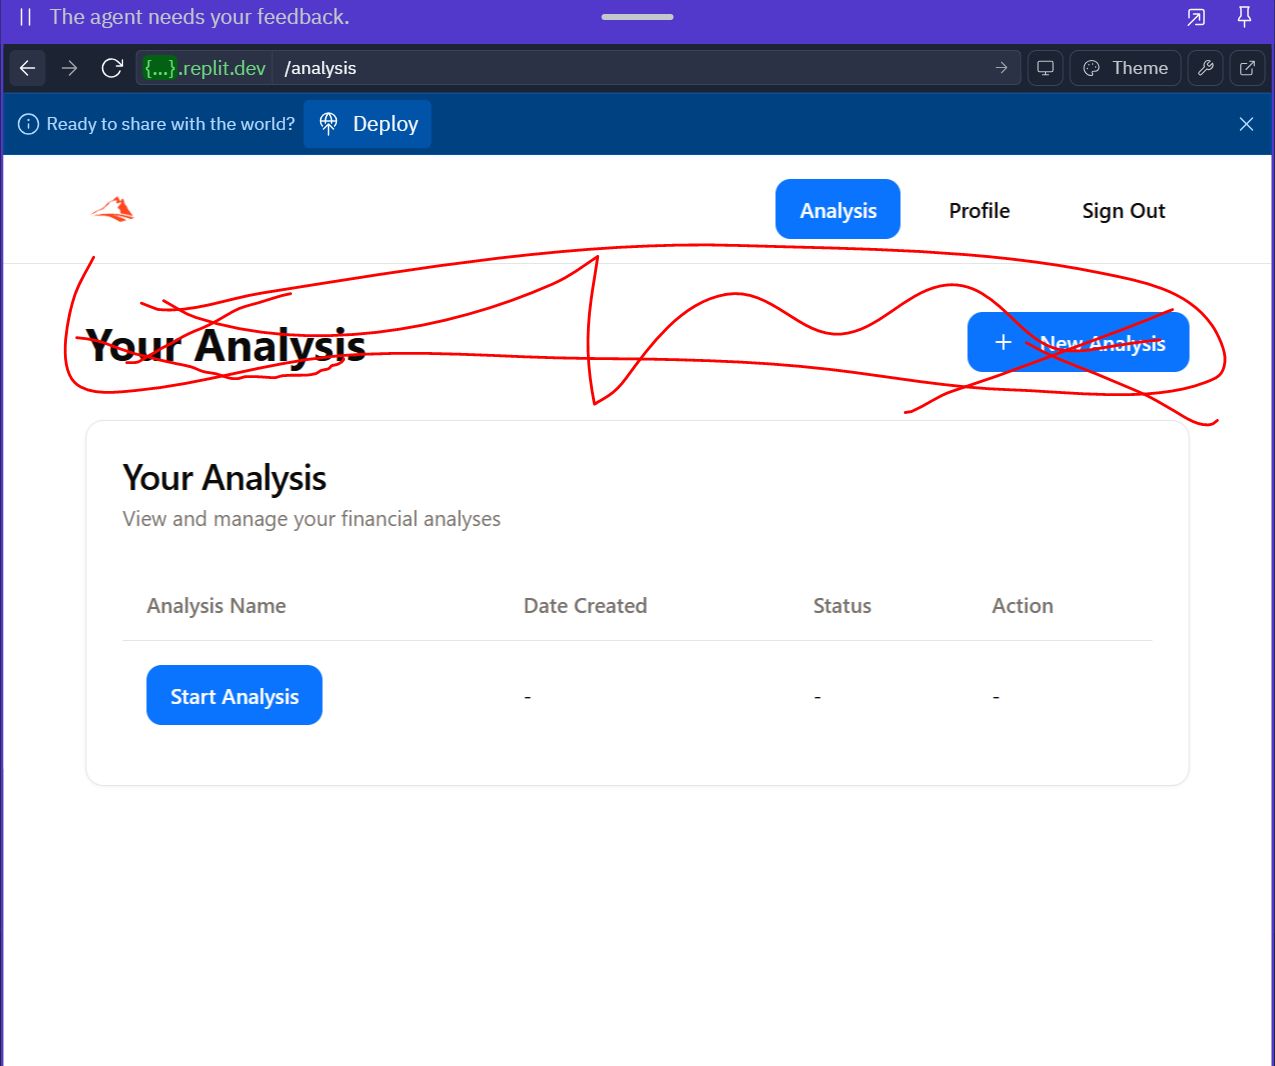 The agent needs your feedback.
{...}.replit.dev /analysis Theme
Ready to share with the world? Deploy
Analysis Profile Sign Out
Your Analysis + New Analysis
Your Analysis
View and manage your financial analyses
Analysis Name Date Created Status Action
Start Analysis - - -